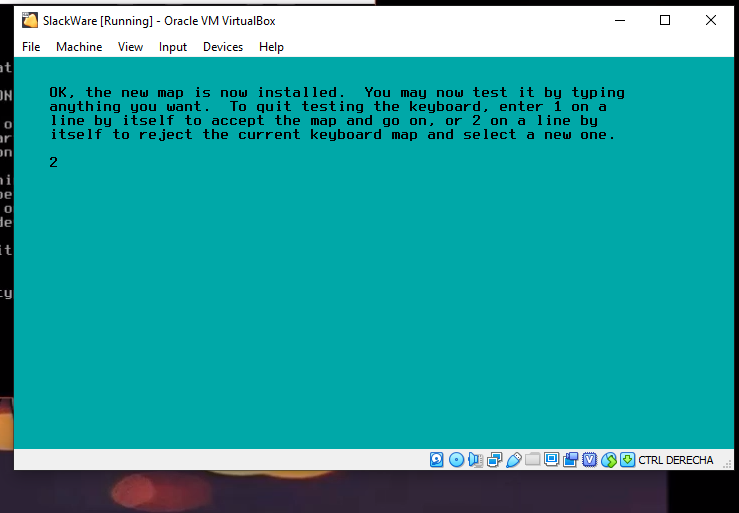 SlackWare [Running] - Oracle VM VirtualBox
File Machine View Input Devices Help
OK, the new map is now installed.  You may now test it by typing
anything you want.  To quit testing the keyboard, enter 1 on a
line by itself to accept the map and go on, or 2 on a line by
itself to reject the current keyboard map and select a new one.
2
CTRL DERECHA